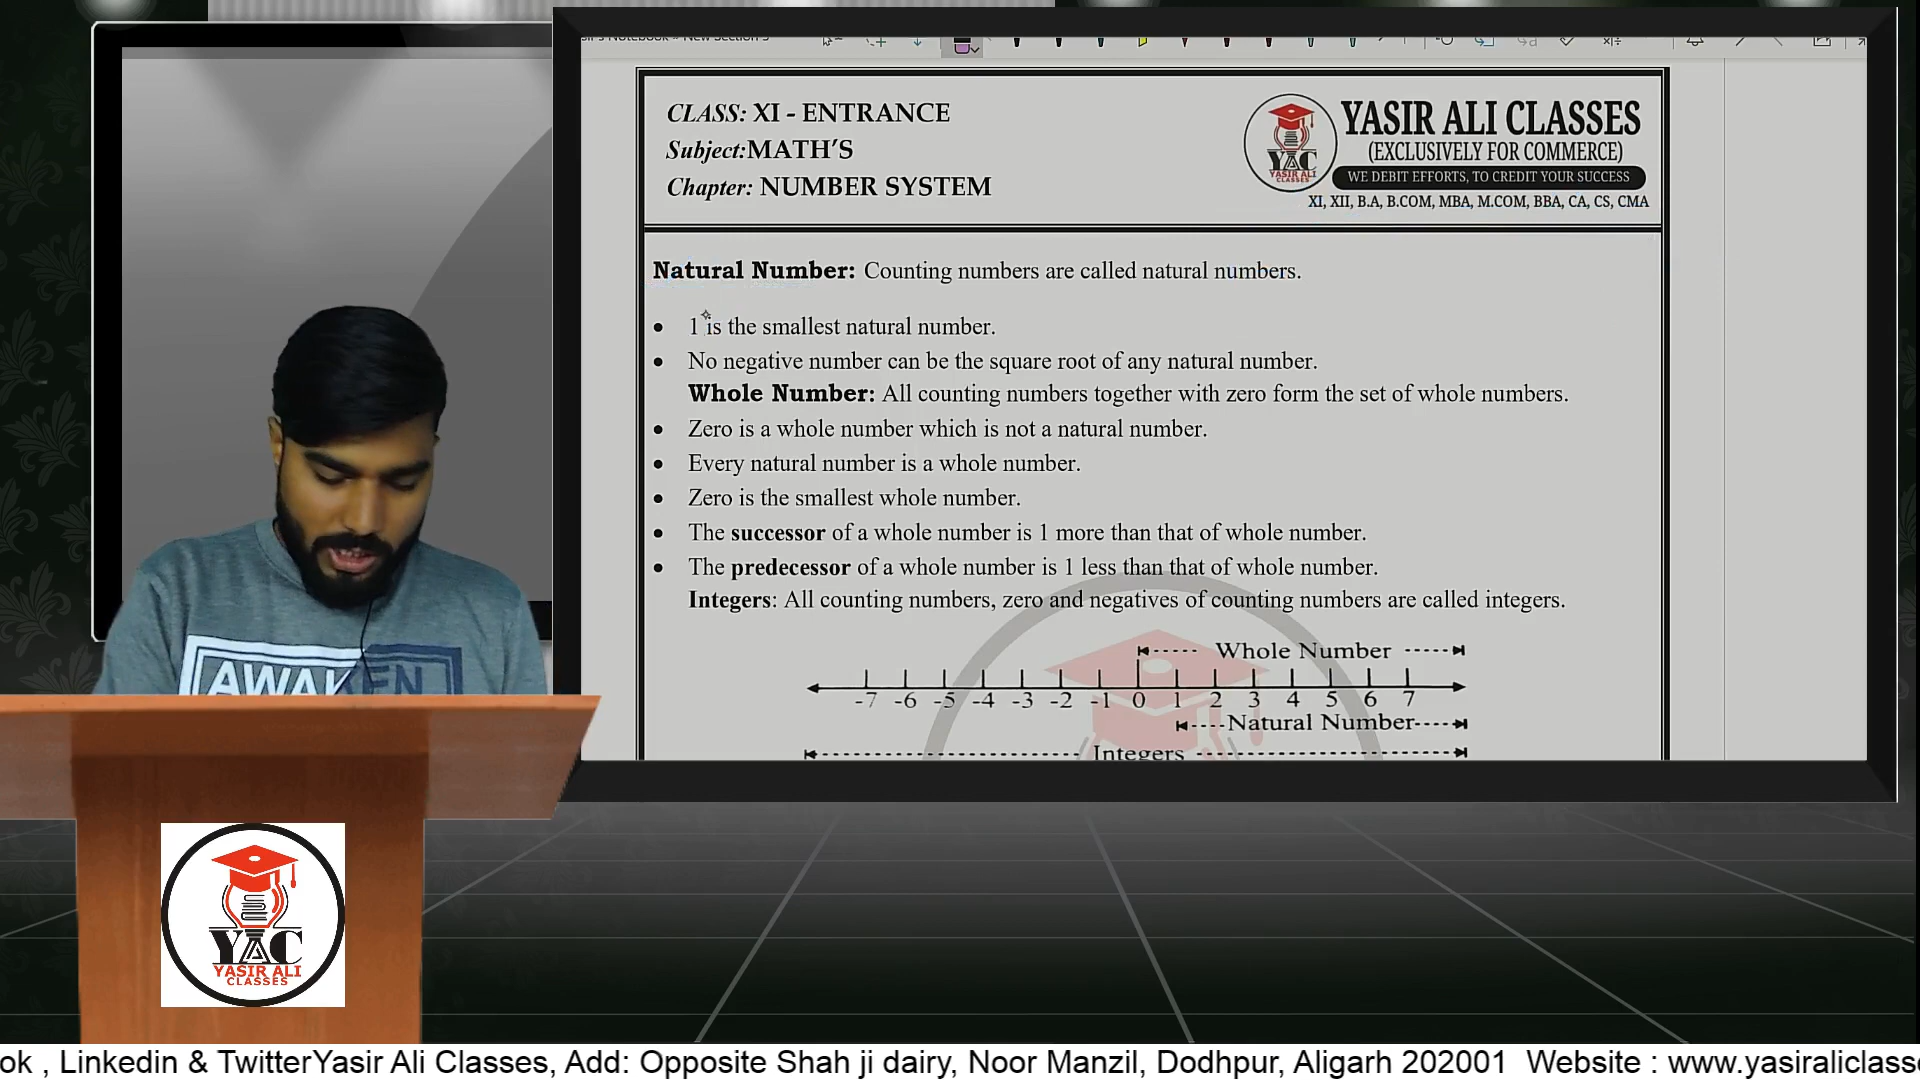 CLASS: XI - ENTRANCE
Subject:MATH'S
Chapter: NUMBER SYSTEM
YAC
YASIR ALI
CLASSES
YASIR ALI CLASSES
(EXCLUSIVELY FOR COMMERCE)
WE DEBIT EFFORTS, TO CREDIT YOUR SUCCESS
XI, XII, B.A, B.COM, MBA, M.COM, BBA, CA, CS, CMA
Natural Number: Counting numbers are called natural numbers.
• 1 is the smallest natural number.
• No negative number can be the square root of any natural number.
Whole Number: All counting numbers together with zero form the set of whole numbers.
• Zero is a whole number which is not a natural number.
• Every natural number is a whole number.
• Zero is the smallest whole number.
• The successor of a whole number is 1 more than that of whole number.
• The predecessor of a whole number is 1 less than that of whole number.
Integers: All counting numbers, zero and negatives of counting numbers are called integers.
Whole Number
-7 -6 -5 -4 -3 -2 -1 0 1 2 3 4 5 6 7
Natural Number
Integers
AWAKEN
YAC
YASIR ALI
CLASSES
ok , Linkedin & TwitterYasir Ali Classes, Add: Opposite Shah ji dairy, Noor Manzil, Dodhpur, Aligarh 202001 Website : www.yasiraliclass